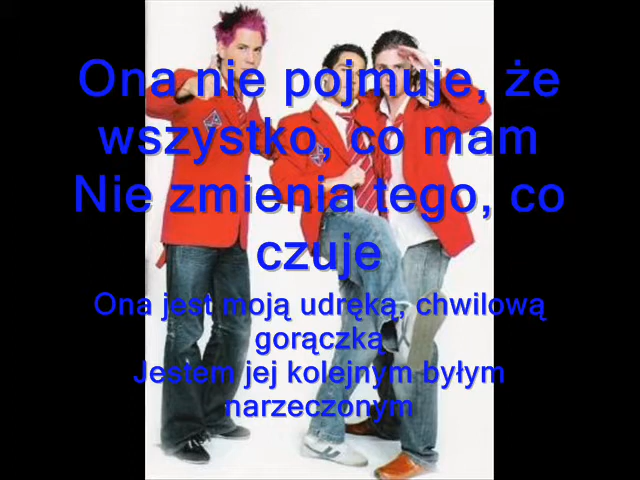 Ona nie pojmuje, że
wszystko, co mam
Nie zmienia tego, co
czuje
Ona jest moją udręką, chwilową
gorączką
Jestem jej kolejnym byłym
narzeczonym